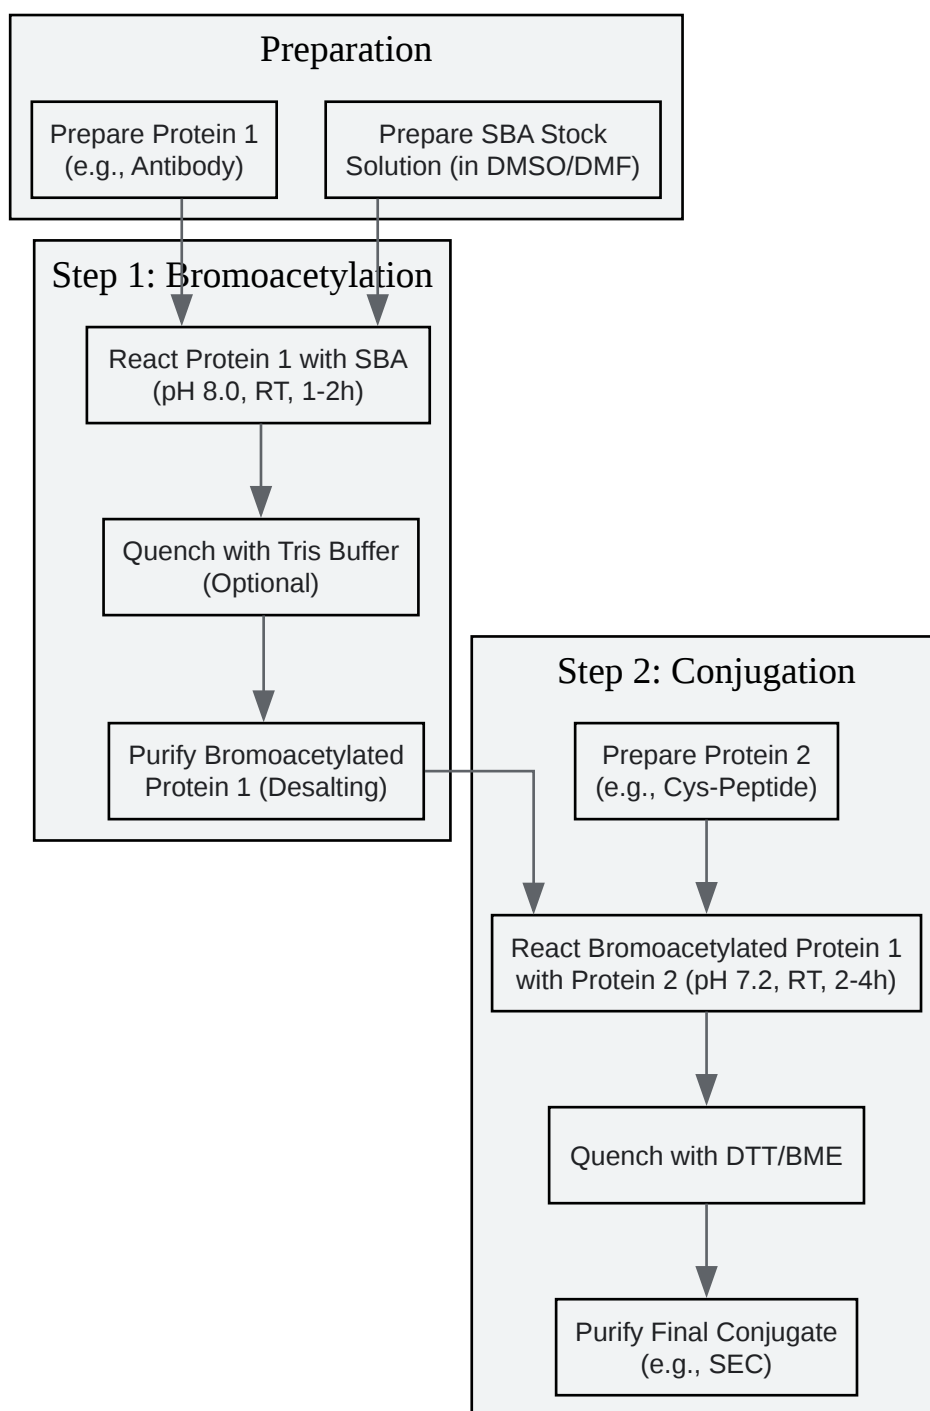 Preparation
Prepare Protein 1
(e.g., Antibody)
Prepare SBA Stock
Solution (in DMSO/DMF)
Step 1: Bromoacetylation
React Protein 1 with SBA
(pH 8.0, RT, 1-2h)
Quench with Tris Buffer
(Optional)
Purify Bromoacetylated
Protein 1 (Desalting)
Step 2: Conjugation
Prepare Protein 2
(e.g., Cys-Peptide)
React Bromoacetylated Protein 1
with Protein 2 (pH 7.2, RT, 2-4h)
Quench with DTT/BME
Purify Final Conjugate
(e.g., SEC)